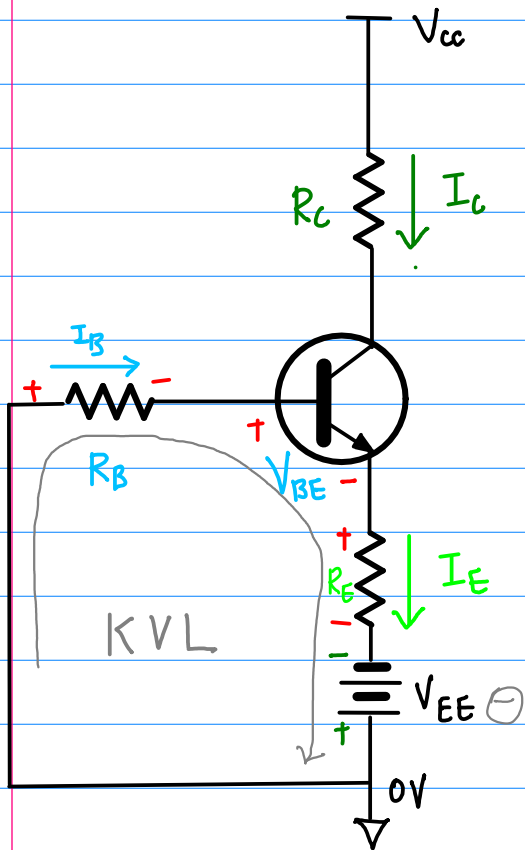 Vcc
RC
IC
IB
+ −
RB
+
VBE
−
+
RE
IE
−
KVL
−
VEE ⊖
+
0V